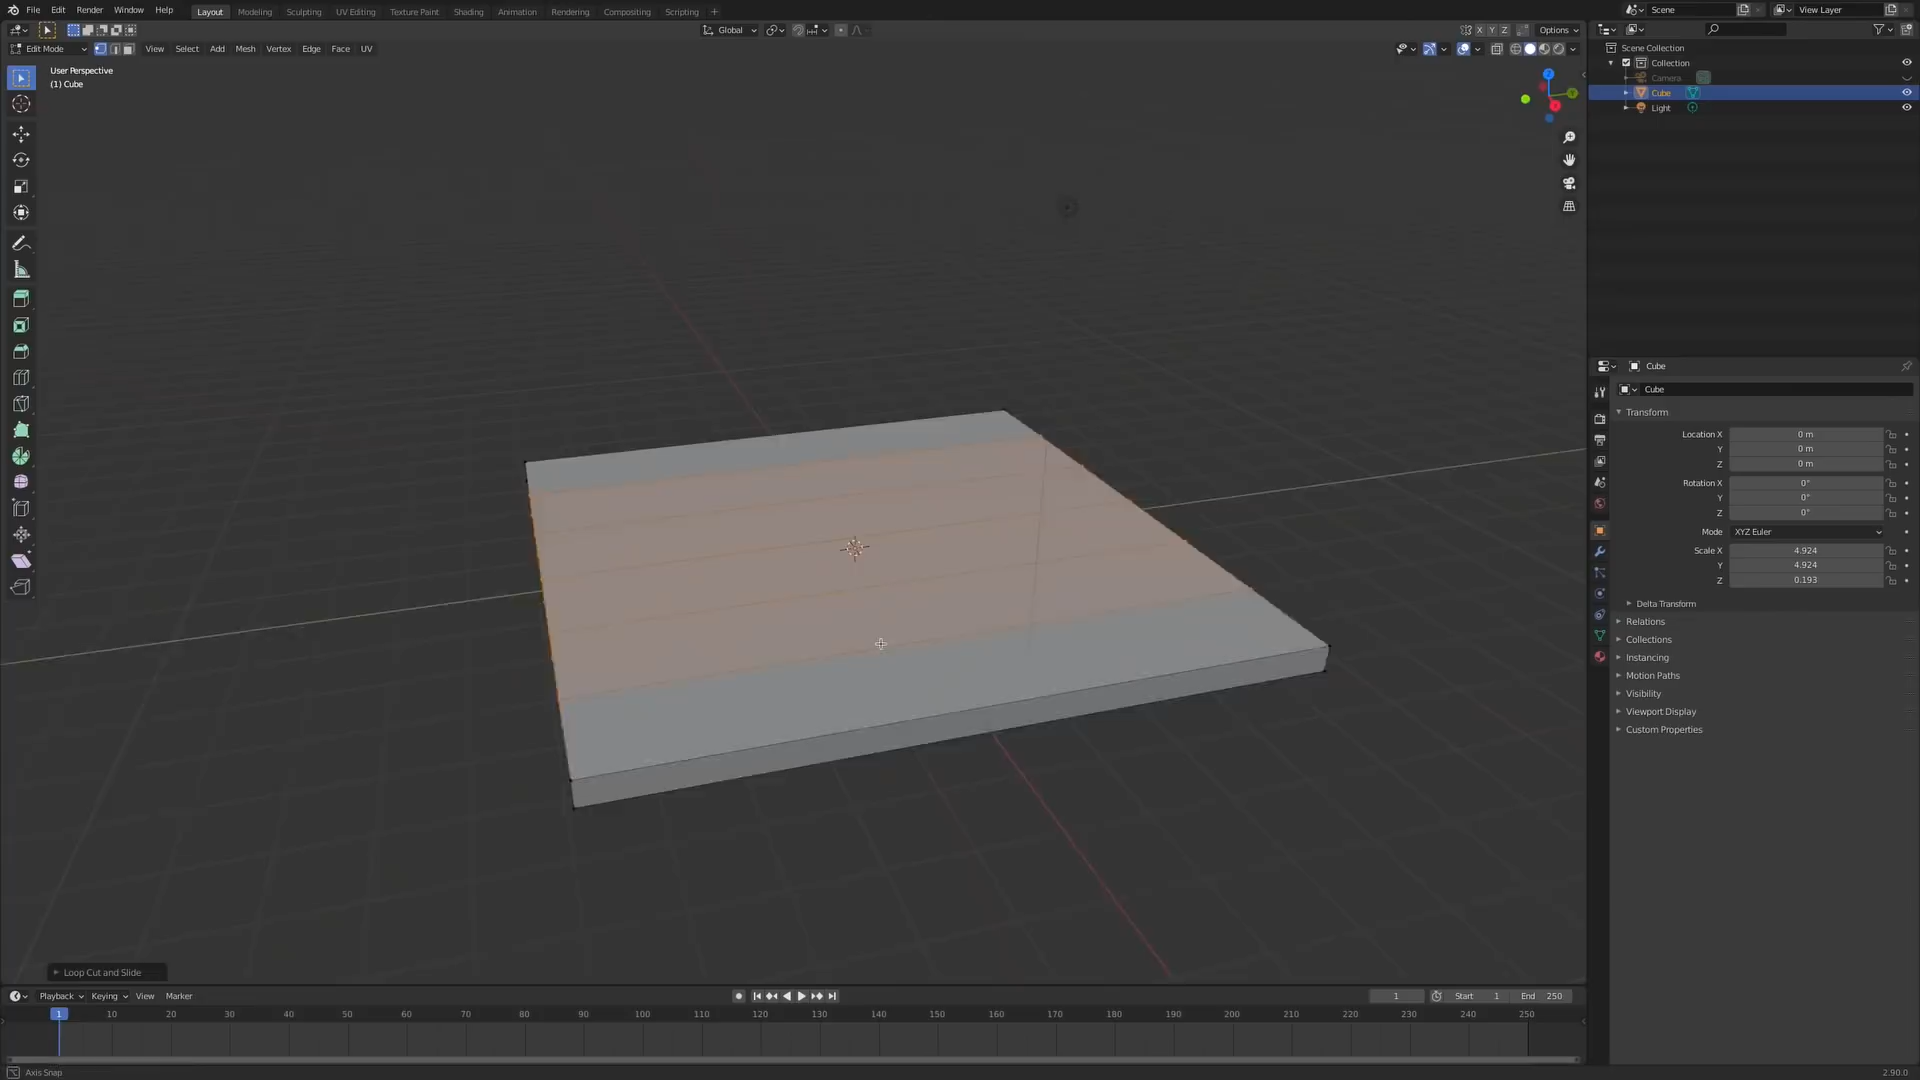 File Edit Render Window Help Layout Modeling Sculpting UV Editing Texture Paint Shading Animation Rendering Compositing Scripting + Scene View Layer
Global Options X Y Z
Edit Mode View Select Add Mesh Vertex Edge Face UV
User Perspective
(1) Cube
Scene Collection
Collection
Camera
Cube
Light
Cube
Cube
Transform
Location X 0 m
Y 0 m
Z 0 m
Rotation X 0°
Y 0°
Z 0°
Mode XYZ Euler
Scale X 4.924
Y 4.924
Z 0.193
Delta Transform
Relations
Collections
Instancing
Motion Paths
Visibility
Viewport Display
Custom Properties
Loop Cut and Slide
Playback Keying View Marker 1 Start 1 End 250
1 10 20 30 40 50 60 70 80 90 100 110 120 130 140 150 160 170 180 190 200 210 220 230 240 250
Axis Snap 2.90.0